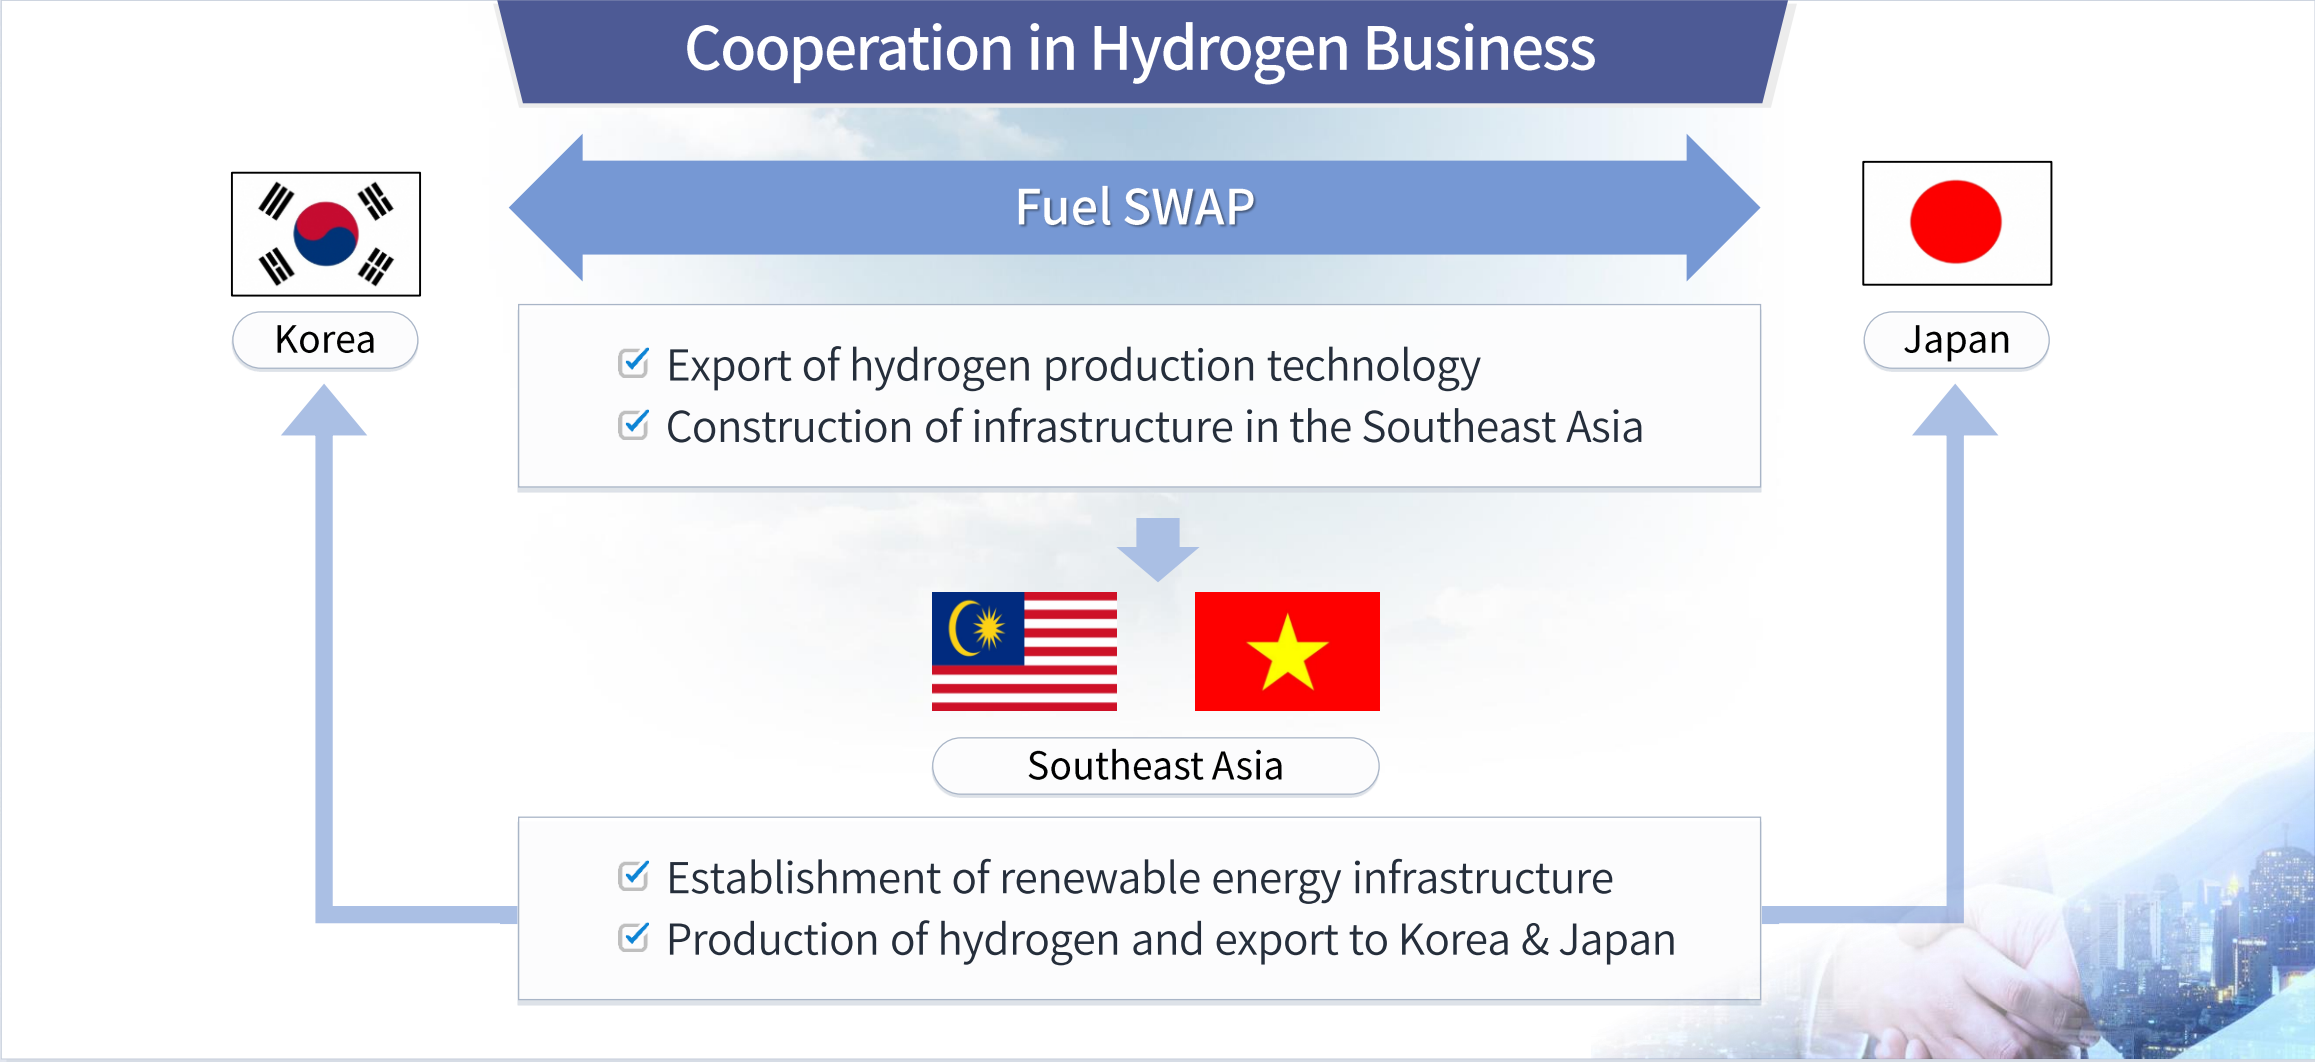 Cooperation in Hydrogen Business
Fuel SWAP
Korea
Japan
Export of hydrogen production technology
Construction of infrastructure in the Southeast Asia
Southeast Asia
Establishment of renewable energy infrastructure
Production of hydrogen and export to Korea & Japan